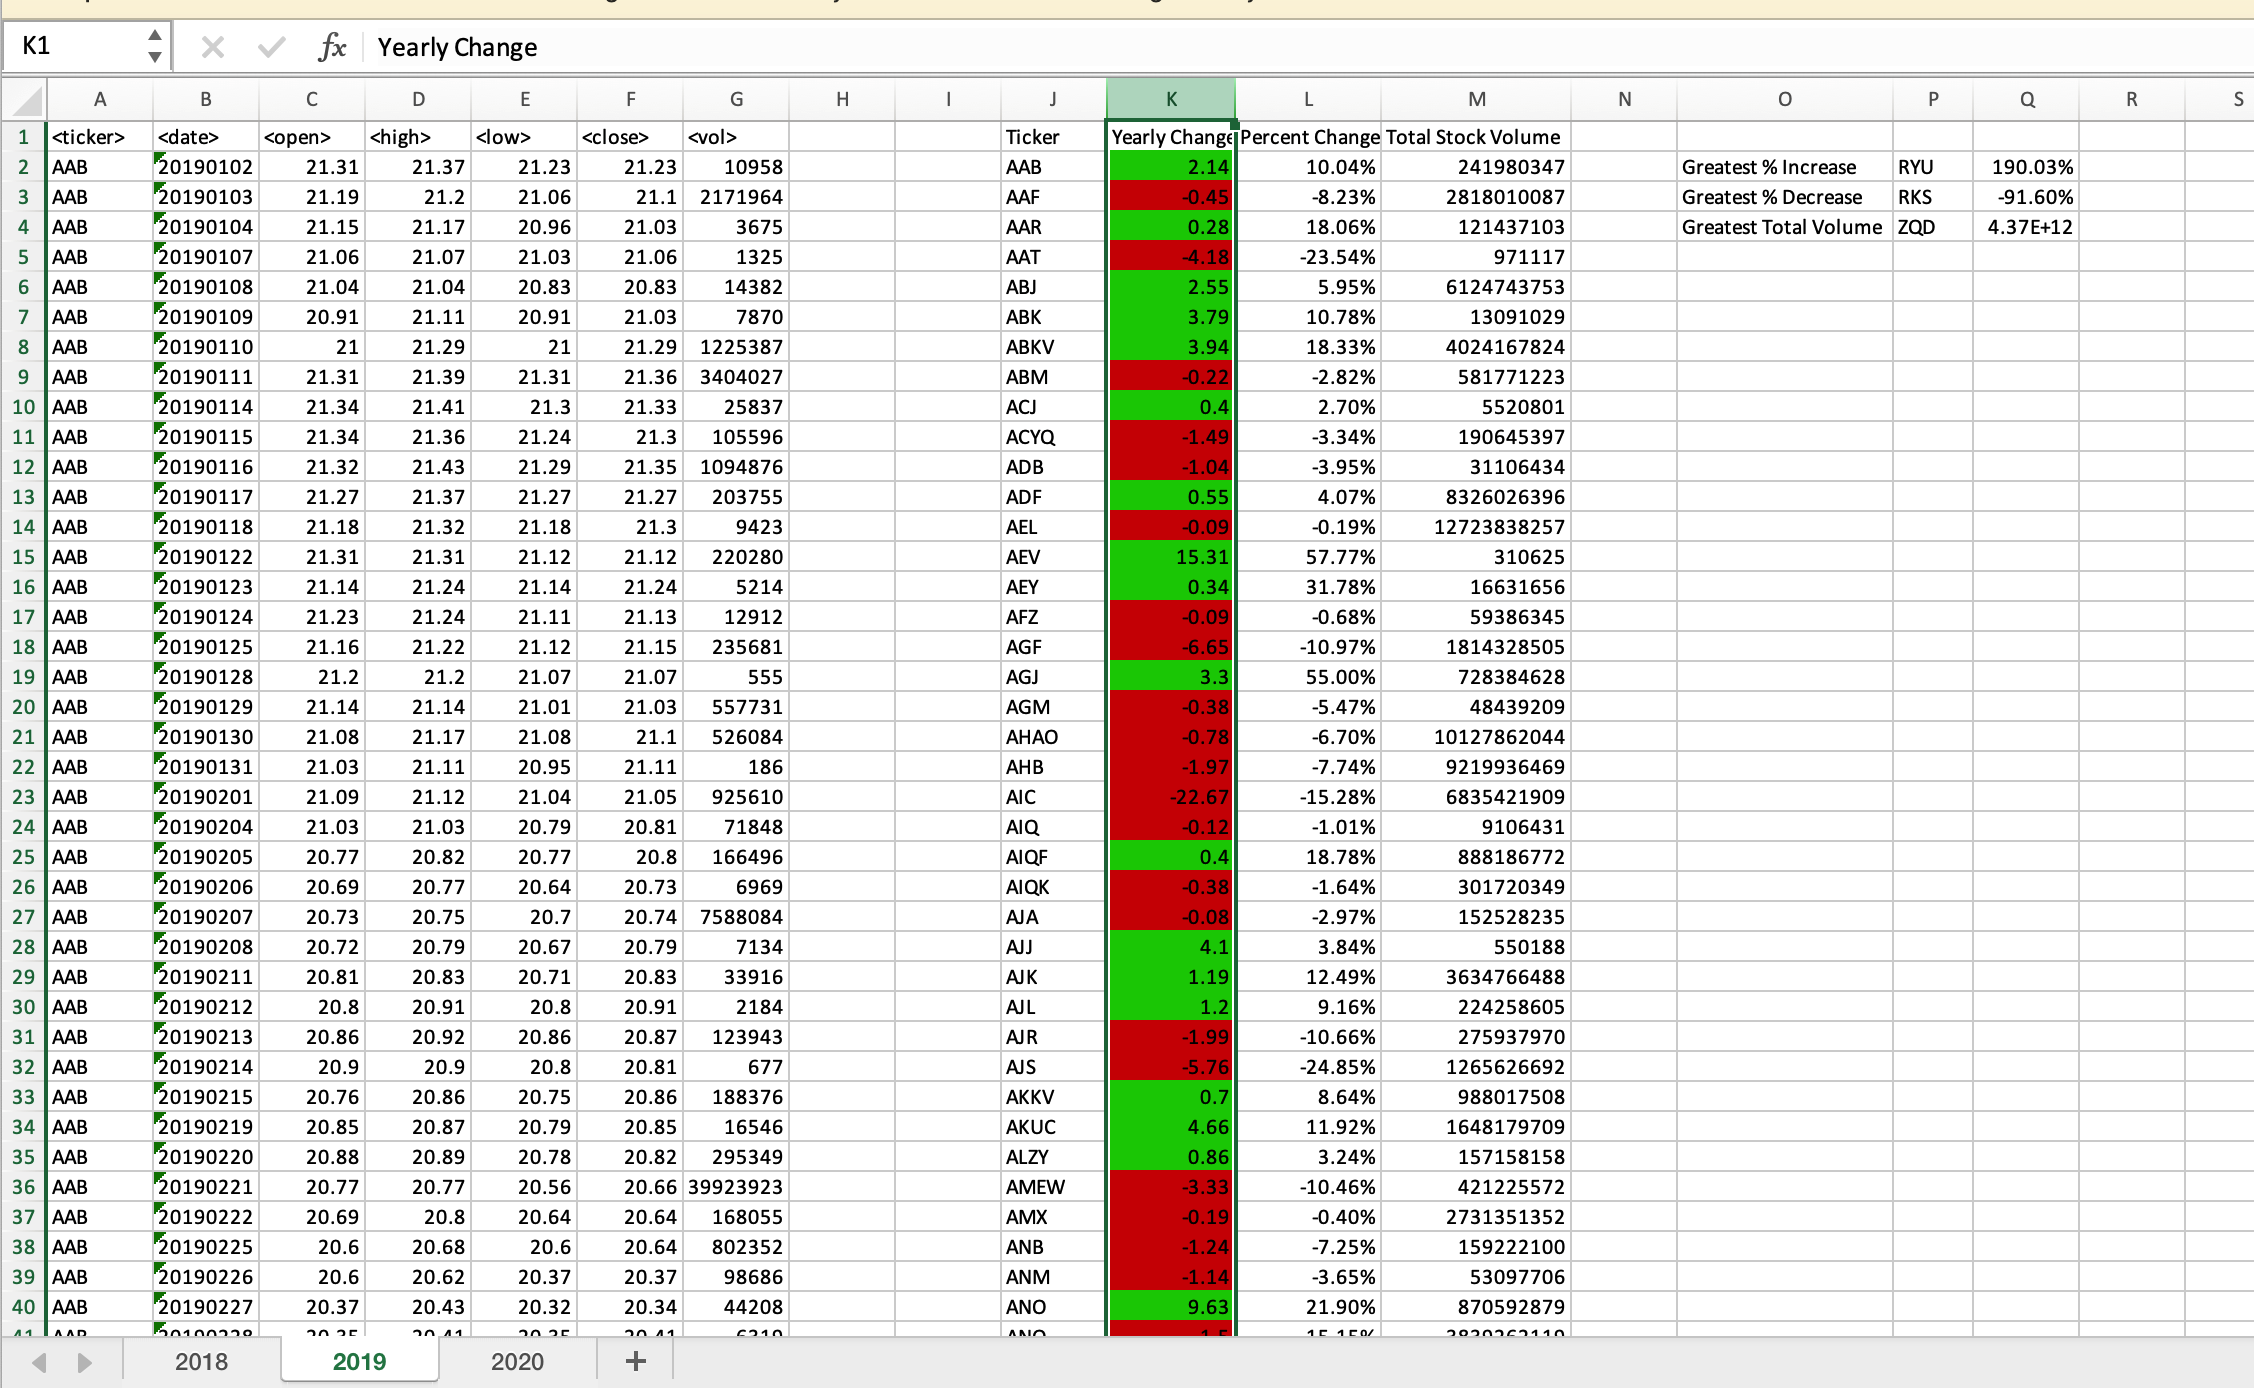 K1 fx Yearly Change
A B C D E F G H I J K L M N O P Q R S
1 <ticker> <date> <open> <high> <low> <close> <vol> Ticker Yearly Change Percent Change Total Stock Volume
2 AAB 20190102 21.31 21.37 21.23 21.23 10958 AAB 2.14 10.04% 241980347 Greatest % Increase RYU 190.03%
3 AAB 20190103 21.19 21.2 21.06 21.1 2171964 AAF -0.45 -8.23% 2818010087 Greatest % Decrease RKS -91.60%
4 AAB 20190104 21.15 21.17 20.96 21.03 3675 AAR 0.28 18.06% 121437103 Greatest Total Volume ZQD 4.37E+12
5 AAB 20190107 21.06 21.07 21.03 21.06 1325 AAT -4.18 -23.54% 971117
6 AAB 20190108 21.04 21.04 20.83 20.83 14382 ABJ 2.55 5.95% 6124743753
7 AAB 20190109 20.91 21.11 20.91 21.03 7870 ABK 3.79 10.78% 13091029
8 AAB 20190110 21 21.29 21 21.29 1225387 ABKV 3.94 18.33% 4024167824
9 AAB 20190111 21.31 21.39 21.31 21.36 3404027 ABM -0.22 -2.82% 581771223
10 AAB 20190114 21.34 21.41 21.3 21.33 25837 ACJ 0.4 2.70% 5520801
11 AAB 20190115 21.34 21.36 21.24 21.3 105596 ACYQ -1.49 -3.34% 190645397
12 AAB 20190116 21.32 21.43 21.29 21.35 1094876 ADB -1.04 -3.95% 31106434
13 AAB 20190117 21.27 21.37 21.27 21.27 203755 ADF 0.55 4.07% 8326026396
14 AAB 20190118 21.18 21.32 21.18 21.3 9423 AEL -0.09 -0.19% 12723838257
15 AAB 20190122 21.31 21.31 21.12 21.12 220280 AEV 15.31 57.77% 310625
16 AAB 20190123 21.14 21.24 21.14 21.24 5214 AEY 0.34 31.78% 16631656
17 AAB 20190124 21.23 21.24 21.11 21.13 12912 AFZ -0.09 -0.68% 59386345
18 AAB 20190125 21.16 21.22 21.12 21.15 235681 AGF -6.65 -10.97% 1814328505
19 AAB 20190128 21.2 21.2 21.07 21.07 555 AGJ 3.3 55.00% 728384628
20 AAB 20190129 21.14 21.14 21.01 21.03 557731 AGM -0.38 -5.47% 48439209
21 AAB 20190130 21.08 21.17 21.08 21.1 526084 AHAO -0.78 -6.70% 10127862044
22 AAB 20190131 21.03 21.11 20.95 21.11 186 AHB -1.97 -7.74% 9219936469
23 AAB 20190201 21.09 21.12 21.04 21.05 925610 AIC -22.67 -15.28% 6835421909
24 AAB 20190204 21.03 21.03 20.79 20.81 71848 AIQ -0.12 -1.01% 9106431
25 AAB 20190205 20.77 20.82 20.77 20.8 166496 AIQF 0.4 18.78% 888186772
26 AAB 20190206 20.69 20.77 20.64 20.73 6969 AIQK -0.38 -1.64% 301720349
27 AAB 20190207 20.73 20.75 20.7 20.74 7588084 AJA -0.08 -2.97% 152528235
28 AAB 20190208 20.72 20.79 20.67 20.79 7134 AJJ 4.1 3.84% 550188
29 AAB 20190211 20.81 20.83 20.71 20.83 33916 AJK 1.19 12.49% 3634766488
30 AAB 20190212 20.8 20.91 20.8 20.91 2184 AJL 1.2 9.16% 224258605
31 AAB 20190213 20.86 20.92 20.86 20.87 123943 AJR -1.99 -10.66% 275937970
32 AAB 20190214 20.9 20.9 20.8 20.81 677 AJS -5.76 -24.85% 1265626692
33 AAB 20190215 20.76 20.86 20.75 20.86 188376 AKKV 0.7 8.64% 988017508
34 AAB 20190219 20.85 20.87 20.79 20.85 16546 AKUC 4.66 11.92% 1648179709
35 AAB 20190220 20.88 20.89 20.78 20.82 295349 ALZY 0.86 3.24% 157158158
36 AAB 20190221 20.77 20.77 20.56 20.66 39923923 AMEW -3.33 -10.46% 421225572
37 AAB 20190222 20.69 20.8 20.64 20.64 168055 AMX -0.19 -0.40% 2731351352
38 AAB 20190225 20.6 20.68 20.6 20.64 802352 ANB -1.24 -7.25% 159222100
39 AAB 20190226 20.6 20.62 20.37 20.37 98686 ANM -1.14 -3.65% 53097706
40 AAB 20190227 20.37 20.43 20.32 20.34 44208 ANO 9.63 21.90% 870592879
2018 2019 2020 +